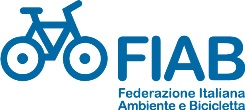 FIAB
Federazione Italiana
Ambiente e Bicicletta